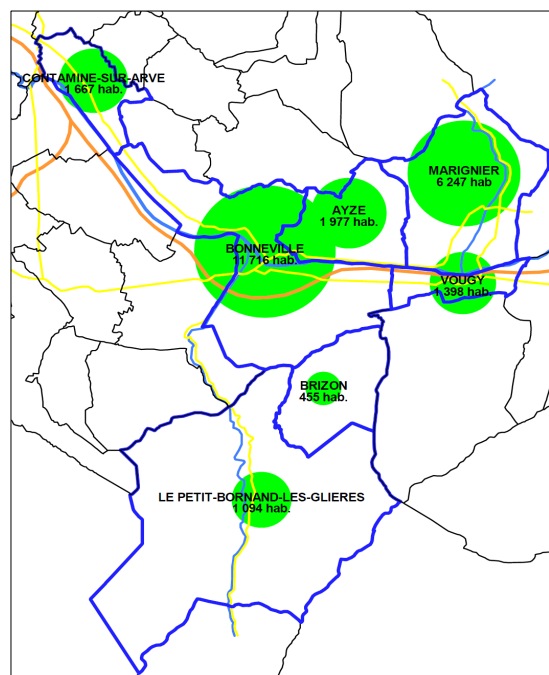 CONTAMINE-SUR-ARVE
1 667 hab.
MARIGNIER
6 247 hab
AYZE
1 977 hab.
BONNEVILLE
11 716 hab.
VOUGY
1 398 hab.
BRIZON
455 hab.
LE PETIT-BORNAND-LES-GLIERES
1 094 hab.